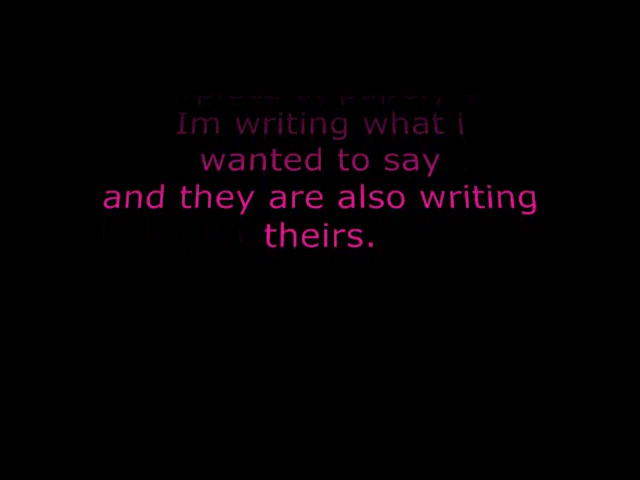 Im writing what i
wanted to say
and they are also writing
theirs.